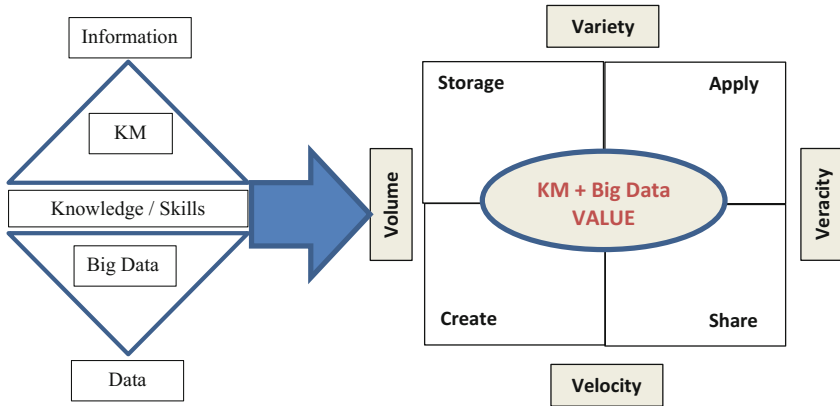 Information
KM
Knowledge / Skills
Big Data
Data
Variety
Storage
Apply
Volume
KM + Big Data
VALUE
Veracity
Create
Share
Velocity